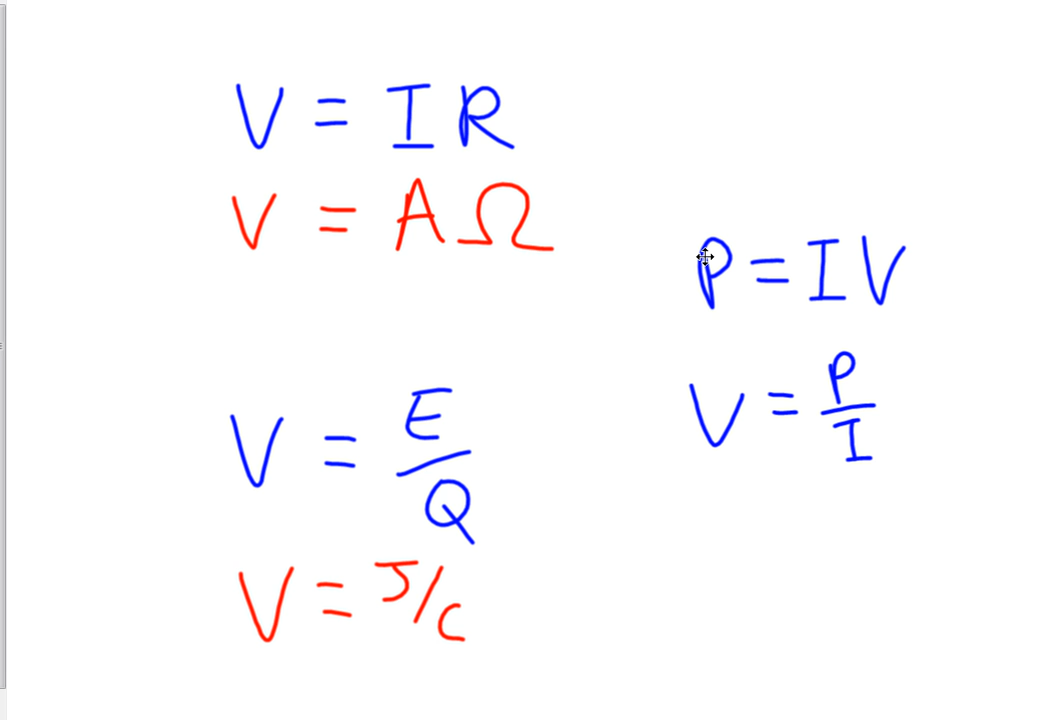 V = IR
V = AΩ
V = E/Q
V = J/C
P = IV
V = P/I